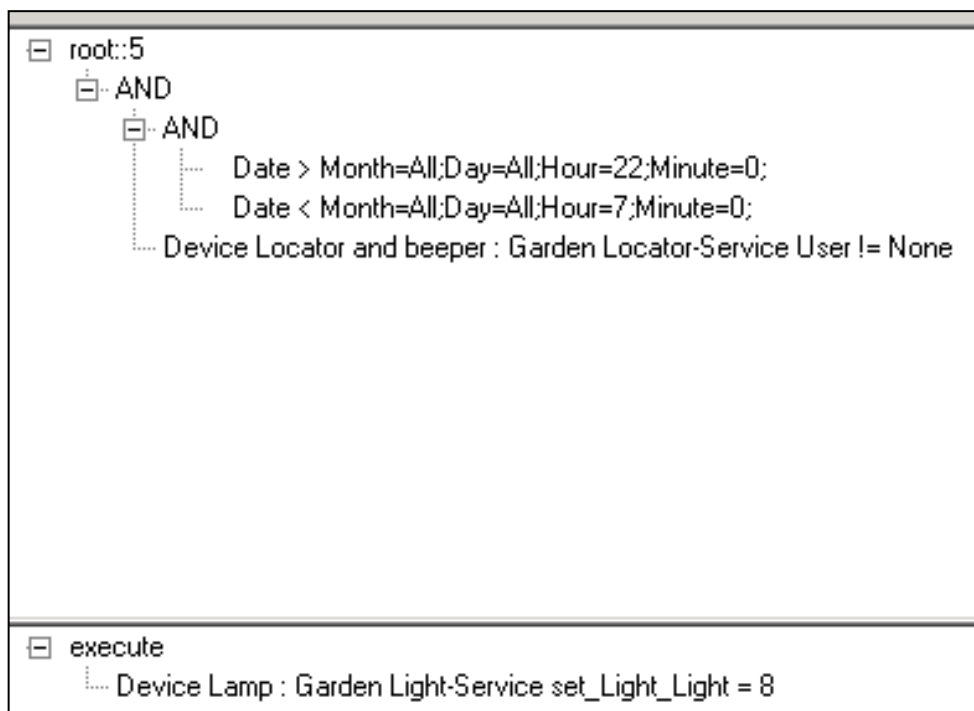 root::5
AND
AND
Date > Month=All;Day=All;Hour=22;Minute=0;
Date < Month=All;Day=All;Hour=7;Minute=0;
Device Locator and beeper : Garden Locator-Service User != None
execute
Device Lamp : Garden Light-Service set_Light_Light = 8